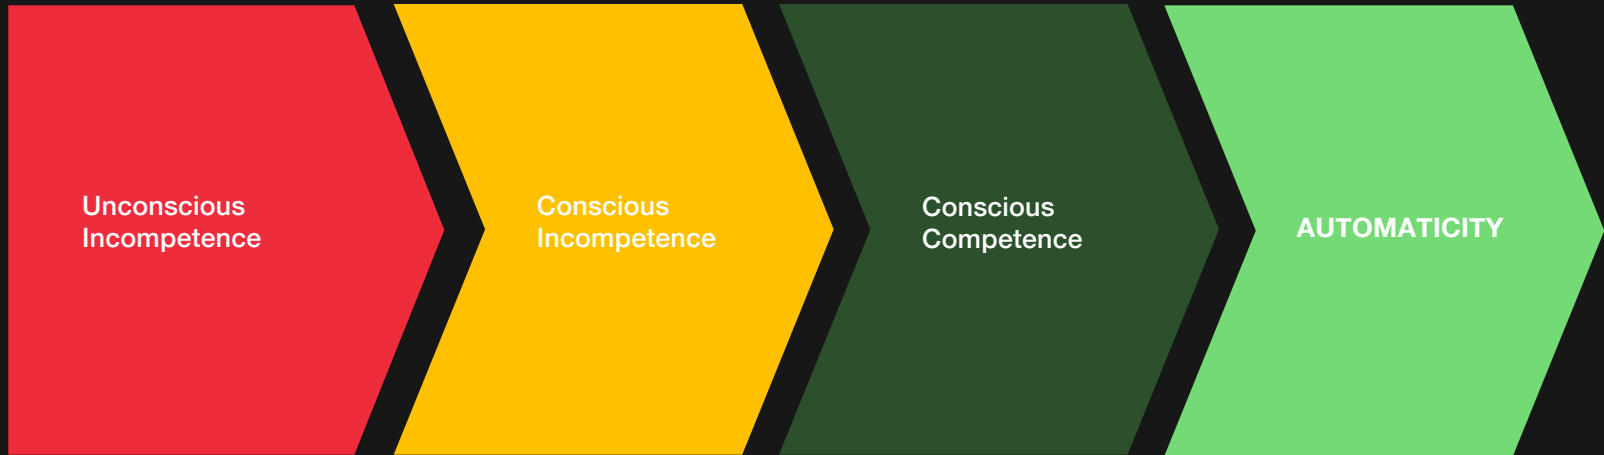 Unconscious
Incompetence
Conscious
Incompetence
Conscious
Competence
AUTOMATICITY